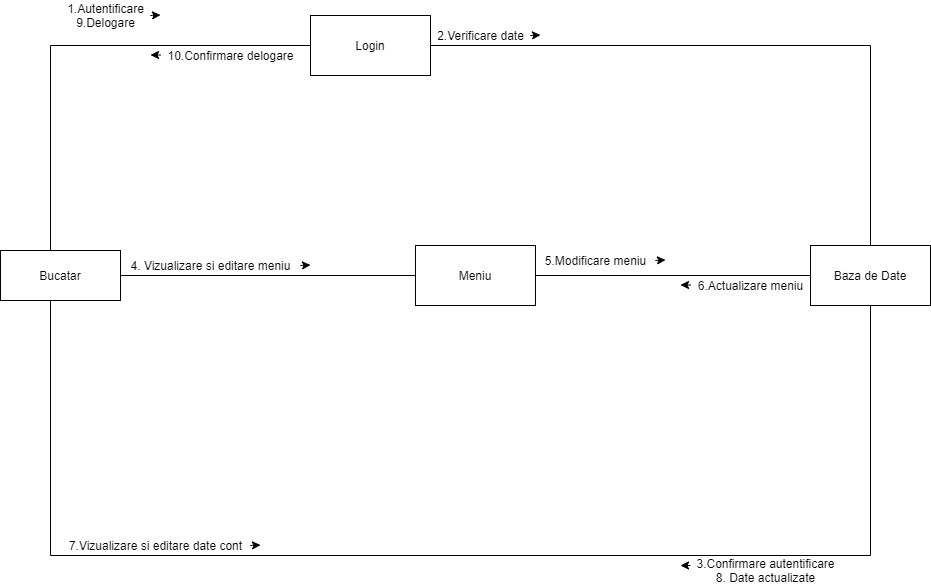 1.Autentificare
9.Delogare
Login
2.Verificare date
10.Confirmare delogare
Bucatar
4. Vizualizare si editare meniu
Meniu
5.Modificare meniu
6.Actualizare meniu
Baza de Date
7.Vizualizare si editare date cont
3.Confirmare autentificare
8. Date actualizate